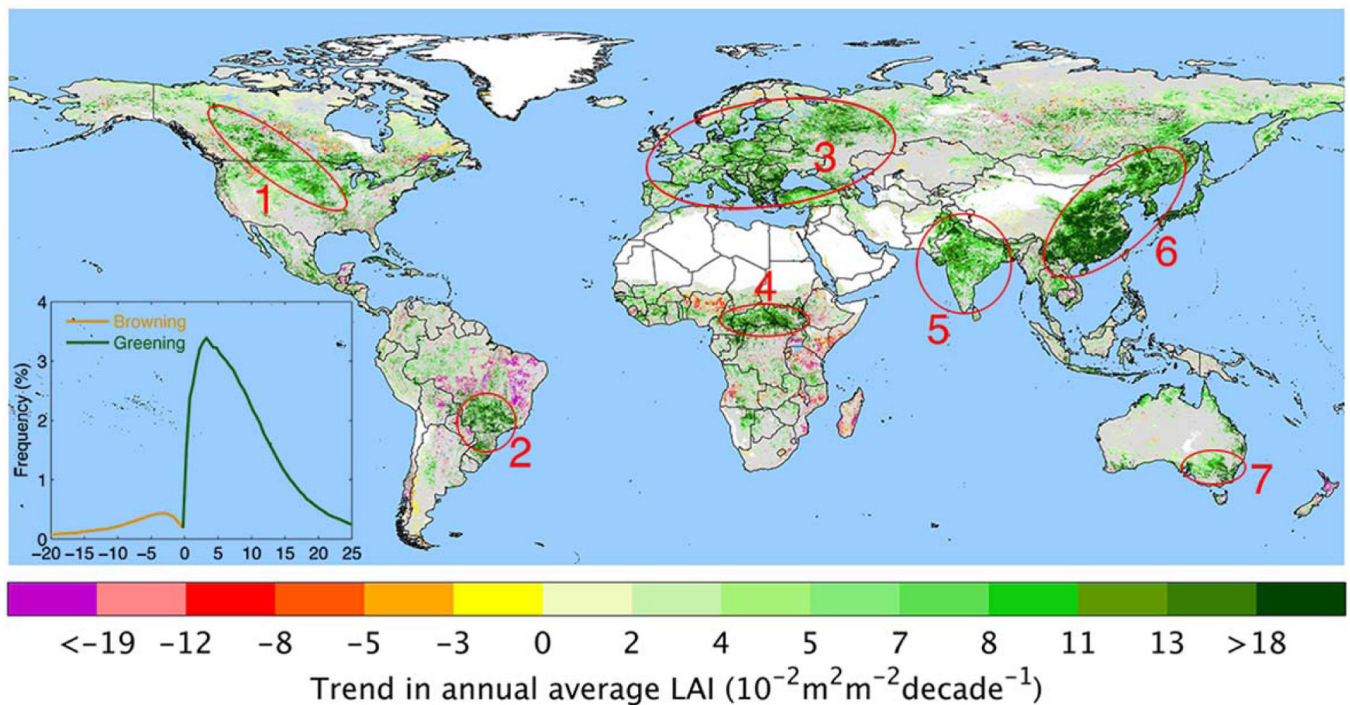 1
2
3
4
5
6
7
4
3
2
1
0
Frequency (%)
Browning
Greening
−20 −15 −10 −5 0 5 10 15 20 25
<−19 −12 −8 −5 −3 0 2 4 5 7 8 11 13 >18
Trend in annual average LAI (10⁻²m²m⁻²decade⁻¹)